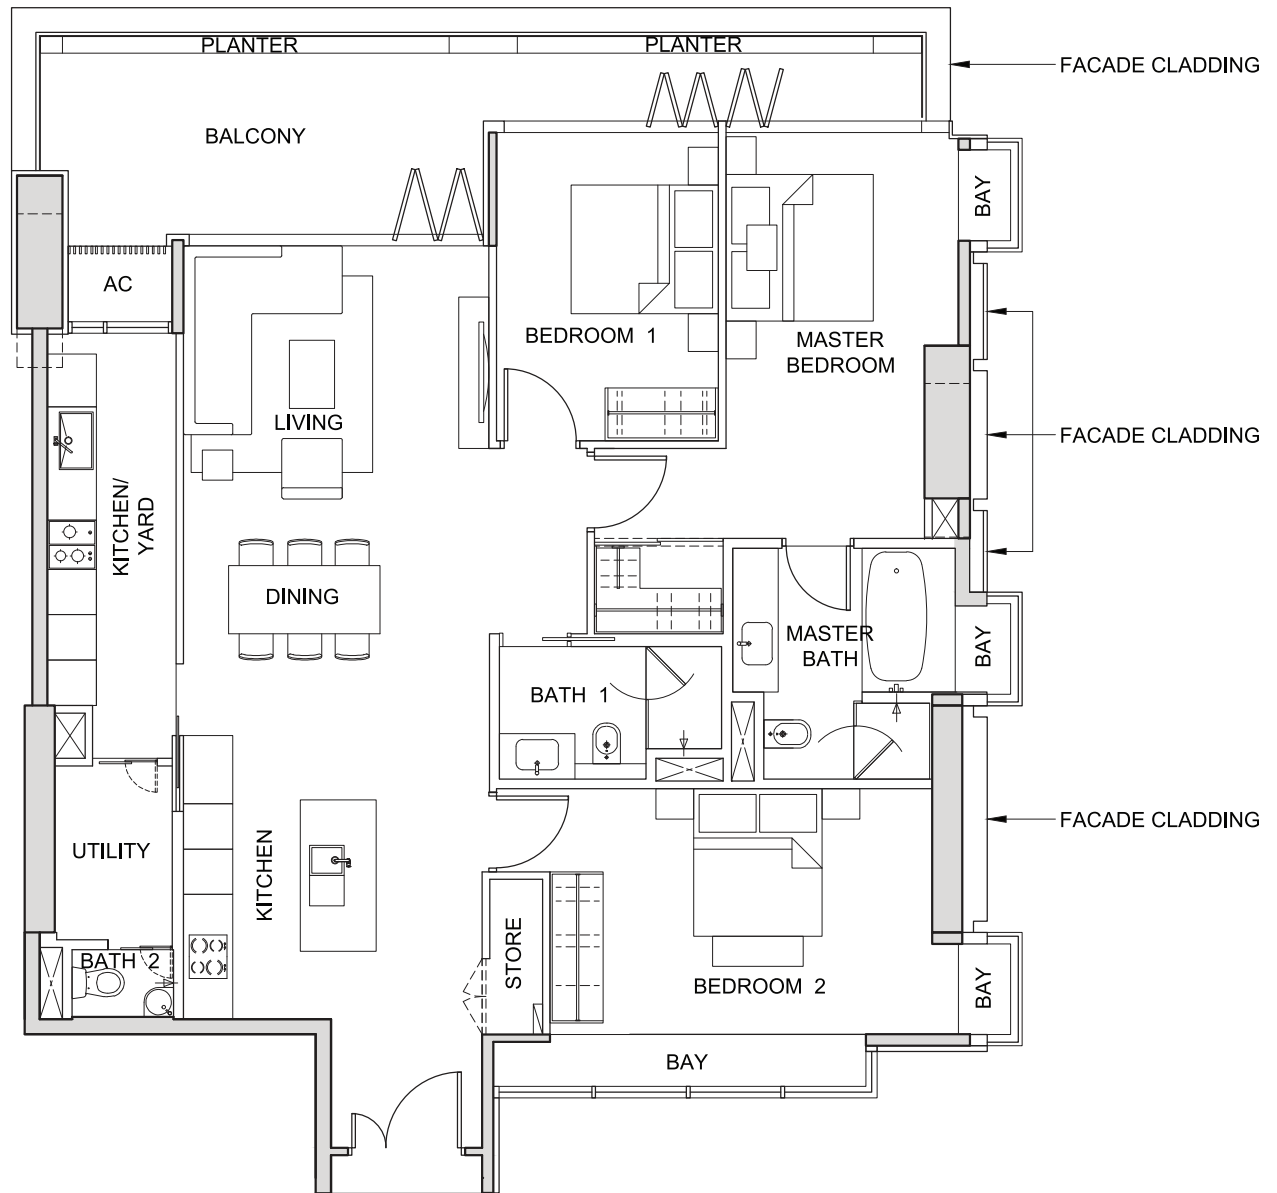 PLANTER
PLANTER
FACADE CLADDING
BALCONY
BAY
AC
BEDROOM 1
MASTER
BEDROOM
LIVING
FACADE CLADDING
KITCHEN/
YARD
DINING
MASTER
BATH
BAY
BATH 1
FACADE CLADDING
UTILITY
KITCHEN
STORE
BATH 2
BEDROOM 2
BAY
BAY